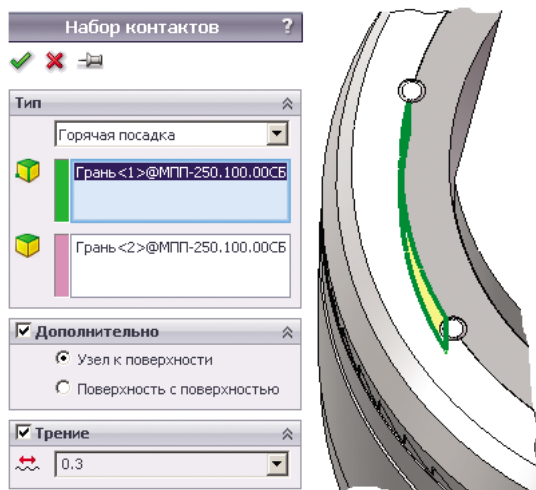 Набор контактов ?
Тип
Горячая посадка
Грань<1>@МПП-250.100.00СБ
Грань<2>@МПП-250.100.00СБ
Дополнительно
Узел к поверхности
Поверхность с поверхностью
Трение
0.3